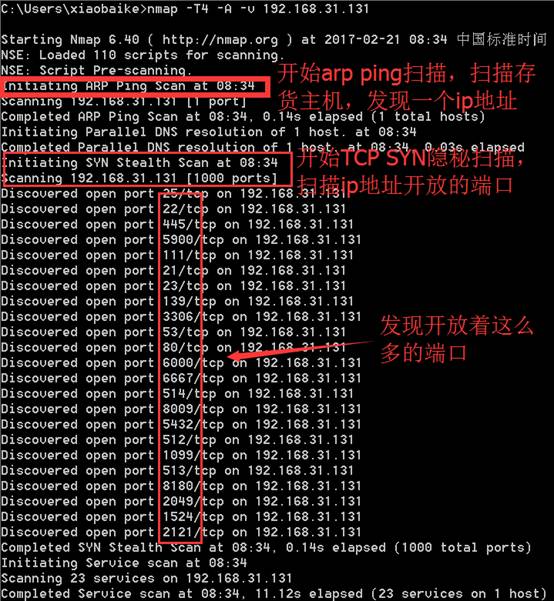 C:\Users\xiaobaike>nmap -T4 -A -v 192.168.31.131
Starting Nmap 6.40 ( http://nmap.org ) at 2017-02-21 08:34 中国标准时间
NSE: Loaded 110 scripts for scanning.
NSE: Script Pre-scanning.
Initiating ARP Ping Scan at 08:34
Scanning 192.168.31.131 [1 port]
Completed ARP Ping Scan at 08:34, 0.14s elapsed (1 total hosts)
Initiating Parallel DNS resolution of 1 host. at 08:34
Completed Parallel DNS resolution of 1 host. at 08:34, 0.03s elapsed
Initiating SYN Stealth Scan at 08:34
Scanning 192.168.31.131 [1000 ports]
开始arp ping扫描，扫描存
货主机，发现一个ip地址
开始TCP SYN隐秘扫描，
扫描ip地址开放的端口
Discovered open port 25/tcp on 192.168.31.131
Discovered open port 22/tcp on 192.168.31.131
Discovered open port 445/tcp on 192.168.31.131
Discovered open port 5900/tcp on 192.168.31.131
Discovered open port 111/tcp on 192.168.31.131
Discovered open port 21/tcp on 192.168.31.131
Discovered open port 23/tcp on 192.168.31.131
Discovered open port 139/tcp on 192.168.31.131
Discovered open port 3306/tcp on 192.168.31.131
Discovered open port 53/tcp on 192.168.31.131
Discovered open port 80/tcp on 192.168.31.131
Discovered open port 6000/tcp on 192.168.31.131
Discovered open port 6667/tcp on 192.168.31.131
Discovered open port 514/tcp on 192.168.31.131
Discovered open port 8009/tcp on 192.168.31.131
Discovered open port 5432/tcp on 192.168.31.131
Discovered open port 512/tcp on 192.168.31.131
Discovered open port 1099/tcp on 192.168.31.131
Discovered open port 513/tcp on 192.168.31.131
Discovered open port 8180/tcp on 192.168.31.131
Discovered open port 2049/tcp on 192.168.31.131
Discovered open port 1524/tcp on 192.168.31.131
Discovered open port 2121/tcp on 192.168.31.131
发现开放着这么
多的端口
Completed SYN Stealth Scan at 08:34, 0.14s elapsed (1000 total ports)
Initiating Service scan at 08:34
Scanning 23 services on 192.168.31.131
Completed Service scan at 08:34, 11.12s elapsed (23 services on 1 host)